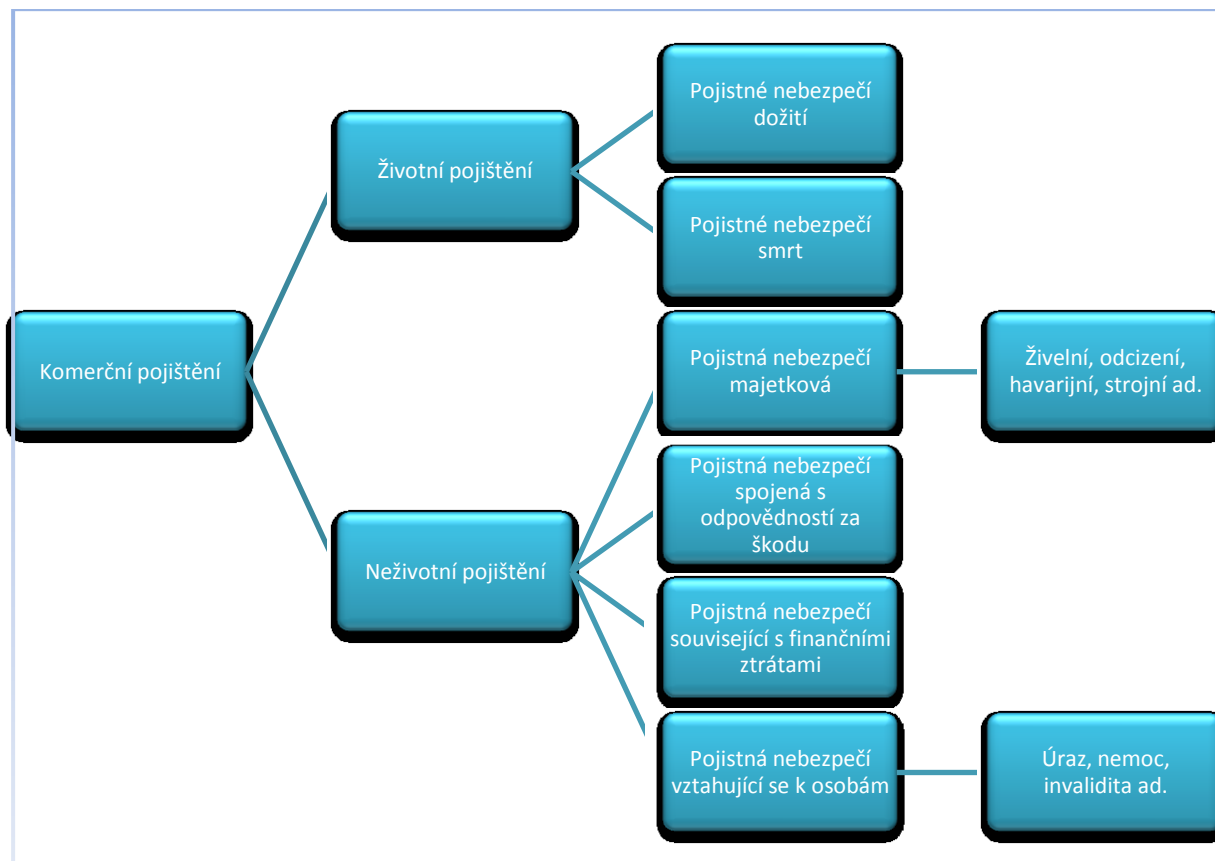 Komerční pojištění
Životní pojištění
Pojistné nebezpečí
dožití
Pojistné nebezpečí
smrt
Neživotní pojištění
Pojistná nebezpečí
majetková
Živelní, odcizení,
havarijní, strojní ad.
Pojistná nebezpečí
spojená s
odpovědností za
škodu
Pojistná nebezpečí
související s finančními
ztrátami
Pojistná nebezpečí
vztahující se k osobám
Úraz, nemoc,
invalidita ad.